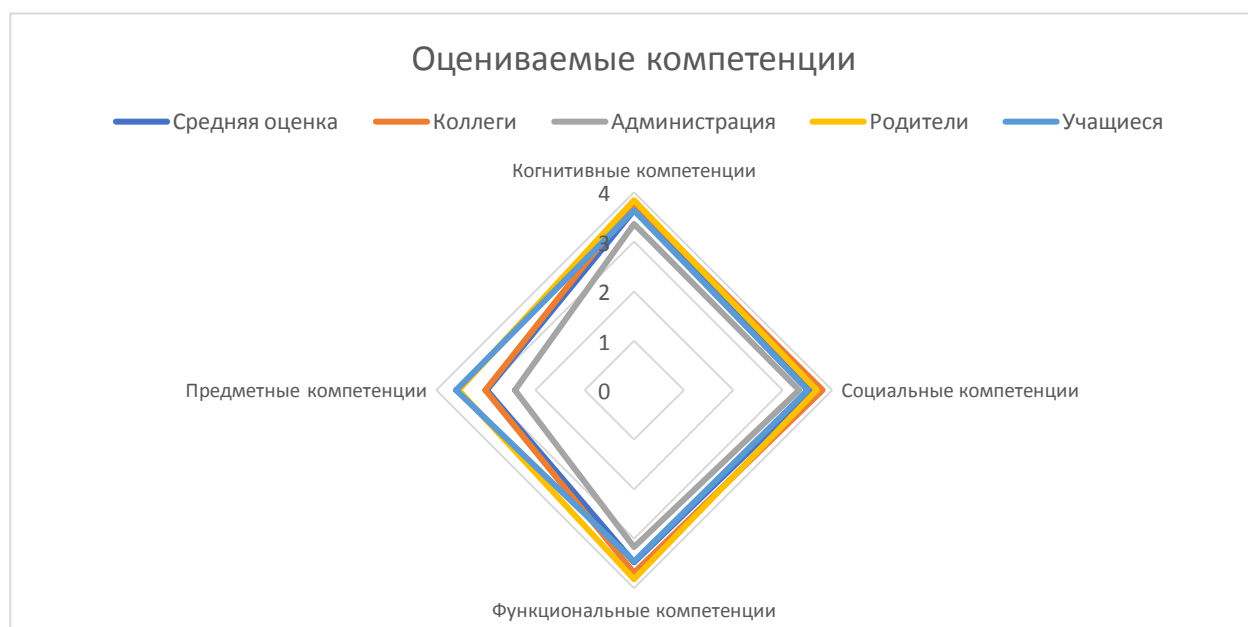 Оцениваемые компетенции
Средняя оценка Коллеги Администрация Родители Учащиеся
Когнитивные компетенции
4
3
2
1
0
Предметные компетенции
Социальные компетенции
Функциональные компетенции